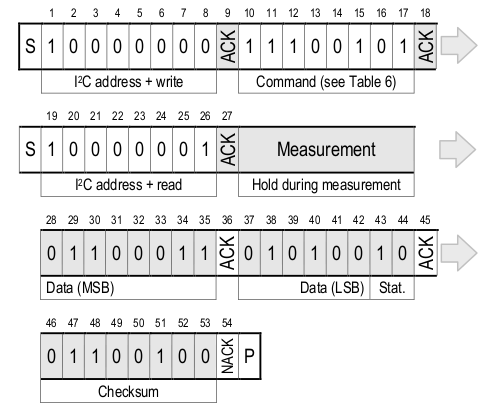 1 2 3 4 5 6 7 8 9 10 11 12 13 14 15 16 17 18
S 1 0 0 0 0 0 0 0 ACK 1 1 1 0 0 1 0 1 ACK
I²C address + write Command (see Table 6)
19 20 21 22 23 24 25 26 27
S 1 0 0 0 0 0 0 1 ACK Measurement
I²C address + read Hold during measurement
28 29 30 31 32 33 34 35 36 37 38 39 40 41 42 43 44 45
0 1 1 0 0 0 1 1 ACK 0 1 0 1 0 0 1 0 ACK
Data (MSB) Data (LSB) Stat.
46 47 48 49 50 51 52 53 54
0 1 1 0 0 1 0 0 NACK P
Checksum